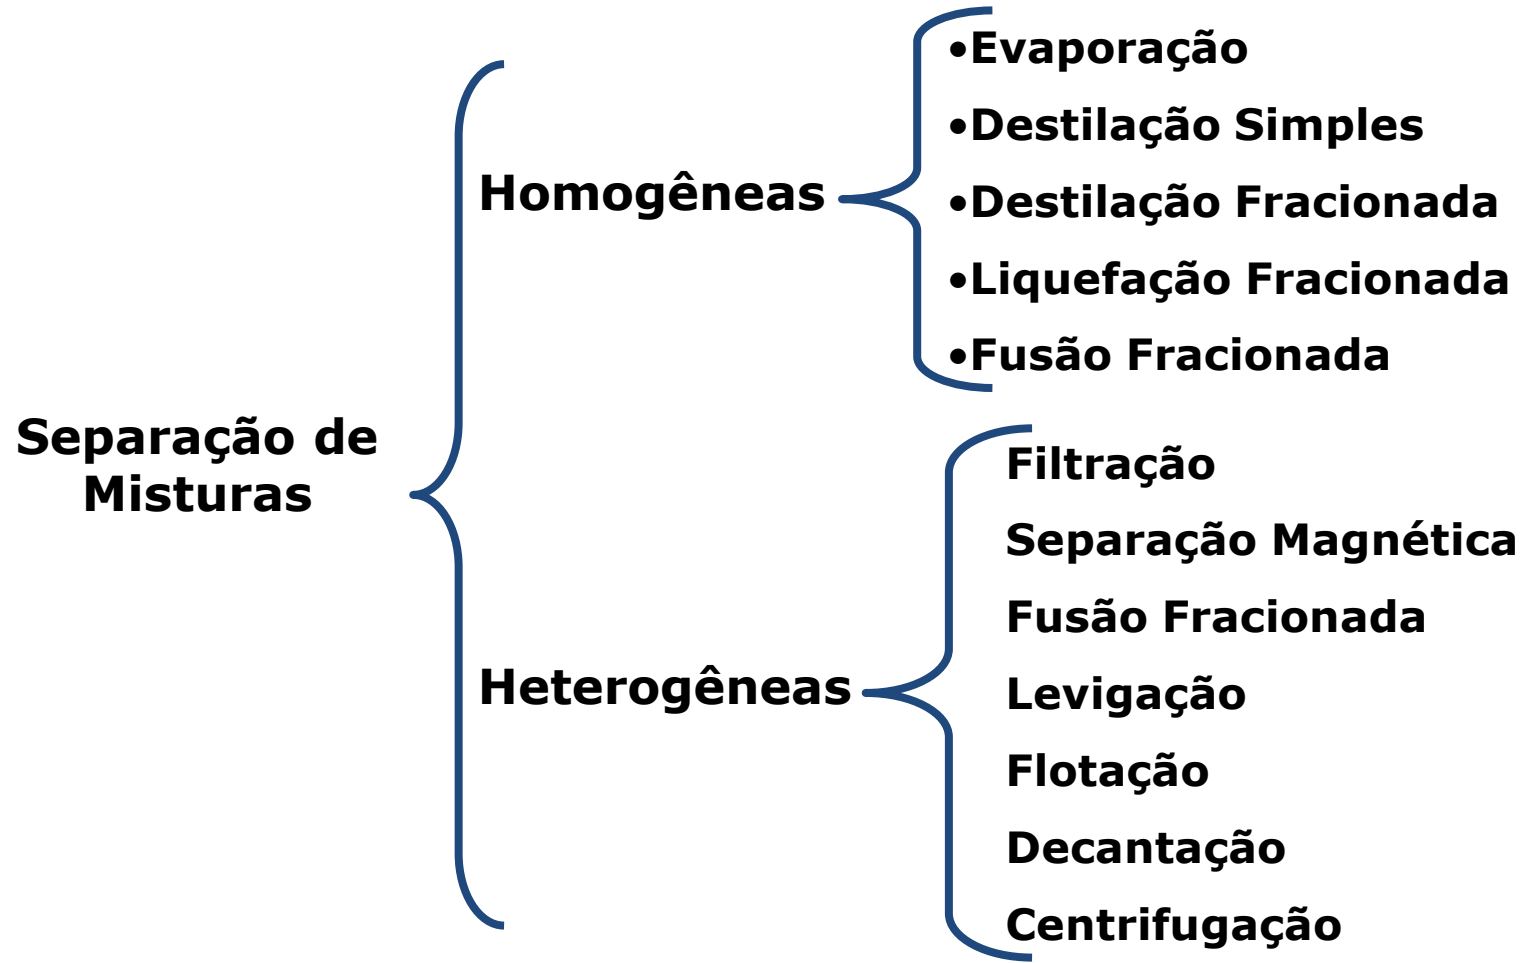 Separação de
Misturas
Homogêneas
•Evaporação
•Destilação Simples
•Destilação Fracionada
•Liquefação Fracionada
•Fusão Fracionada
Heterogêneas
Filtração
Separação Magnética
Fusão Fracionada
Levigação
Flotação
Decantação
Centrifugação